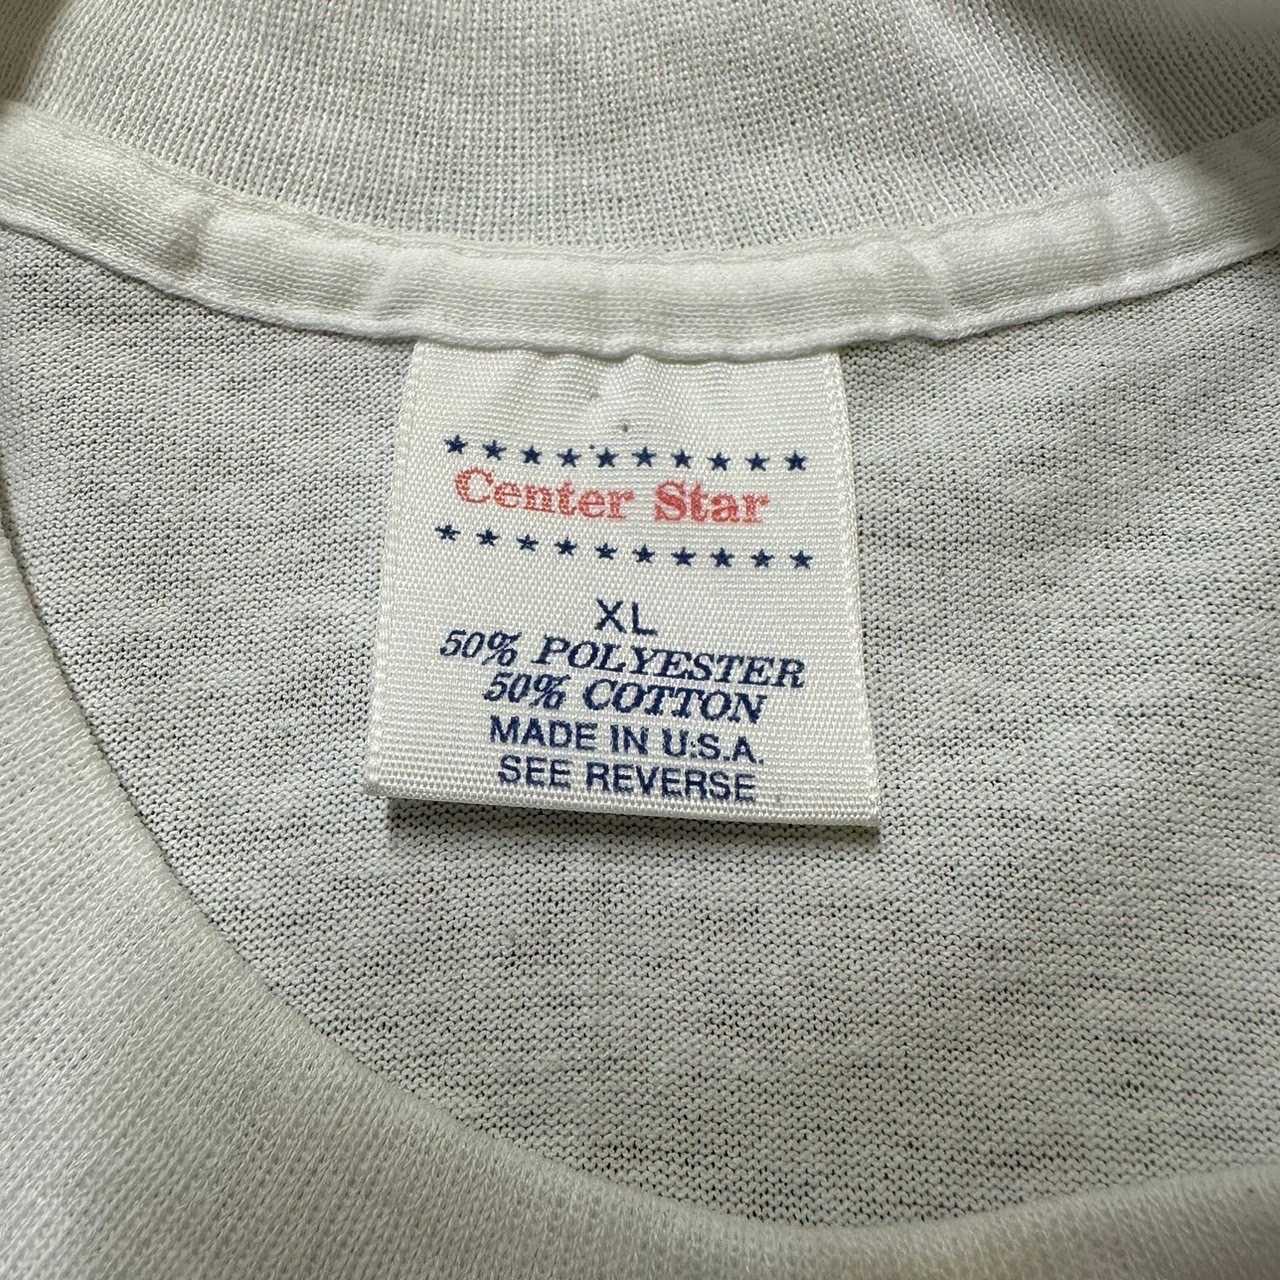 Center Star
XL
50% POLYESTER
50% COTTON
MADE IN U.S.A.
SEE REVERSE